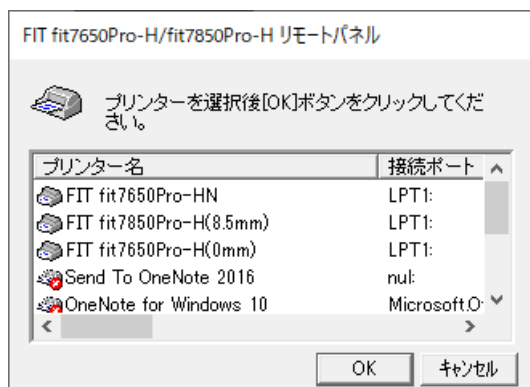 FIT fit7650Pro-H/fit7850Pro-H リモートパネル
プリンターを選択後[OK]ボタンをクリックしてくだ
さい。
プリンター名 接続ポート
FIT fit7650Pro-HN LPT1:
FIT fit7850Pro-H(8.5mm) LPT1:
FIT fit7650Pro-H(0mm) LPT1:
Send To OneNote 2016 nul:
OneNote for Windows 10 Microsoft.O
OK キャンセル